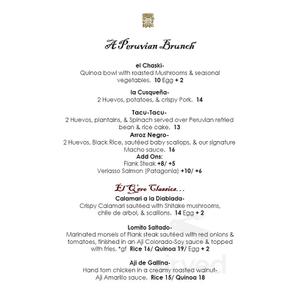 A Peruvian Brunch
el Chaski-
Quinoa bowl with roasted Mushrooms & seasonal
vegetables. 10 Egg + 2
la Cusqueña-
2 Huevos, potatoes, & crispy Pork. 14
Tacu-Tacu-
2 Huevos, plantains, & Spinach served over Peruvian refried
bean & rice cake. 13
Arroz Negro-
2 Huevos, Black Rice, sautéed baby scallops, & our signature
Macho sauce. 16
Add Ons:
Flank Steak +8/ +5
Verlasso Salmon (Patagonia) +10/ +6
El Q'ero Classics...
Calamari a la Diablada-
Crispy Calamari sautéed with Shitake mushrooms,
chile de arbol, & scallions. 14 Egg + 2
Lomito Saltado-
Marinated morsels of Flank steak sautéed with red onions &
tomatoes, finished in an Aji Colorado-Soy sauce & topped
with fries. *gf Rice 16/ Quinoa 19/ Egg + 2
Aji de Gallina-
Hand torn chicken in a creamy roasted walnut-
Aji Amarillo sauce. Rice 15/ Quinoa 18